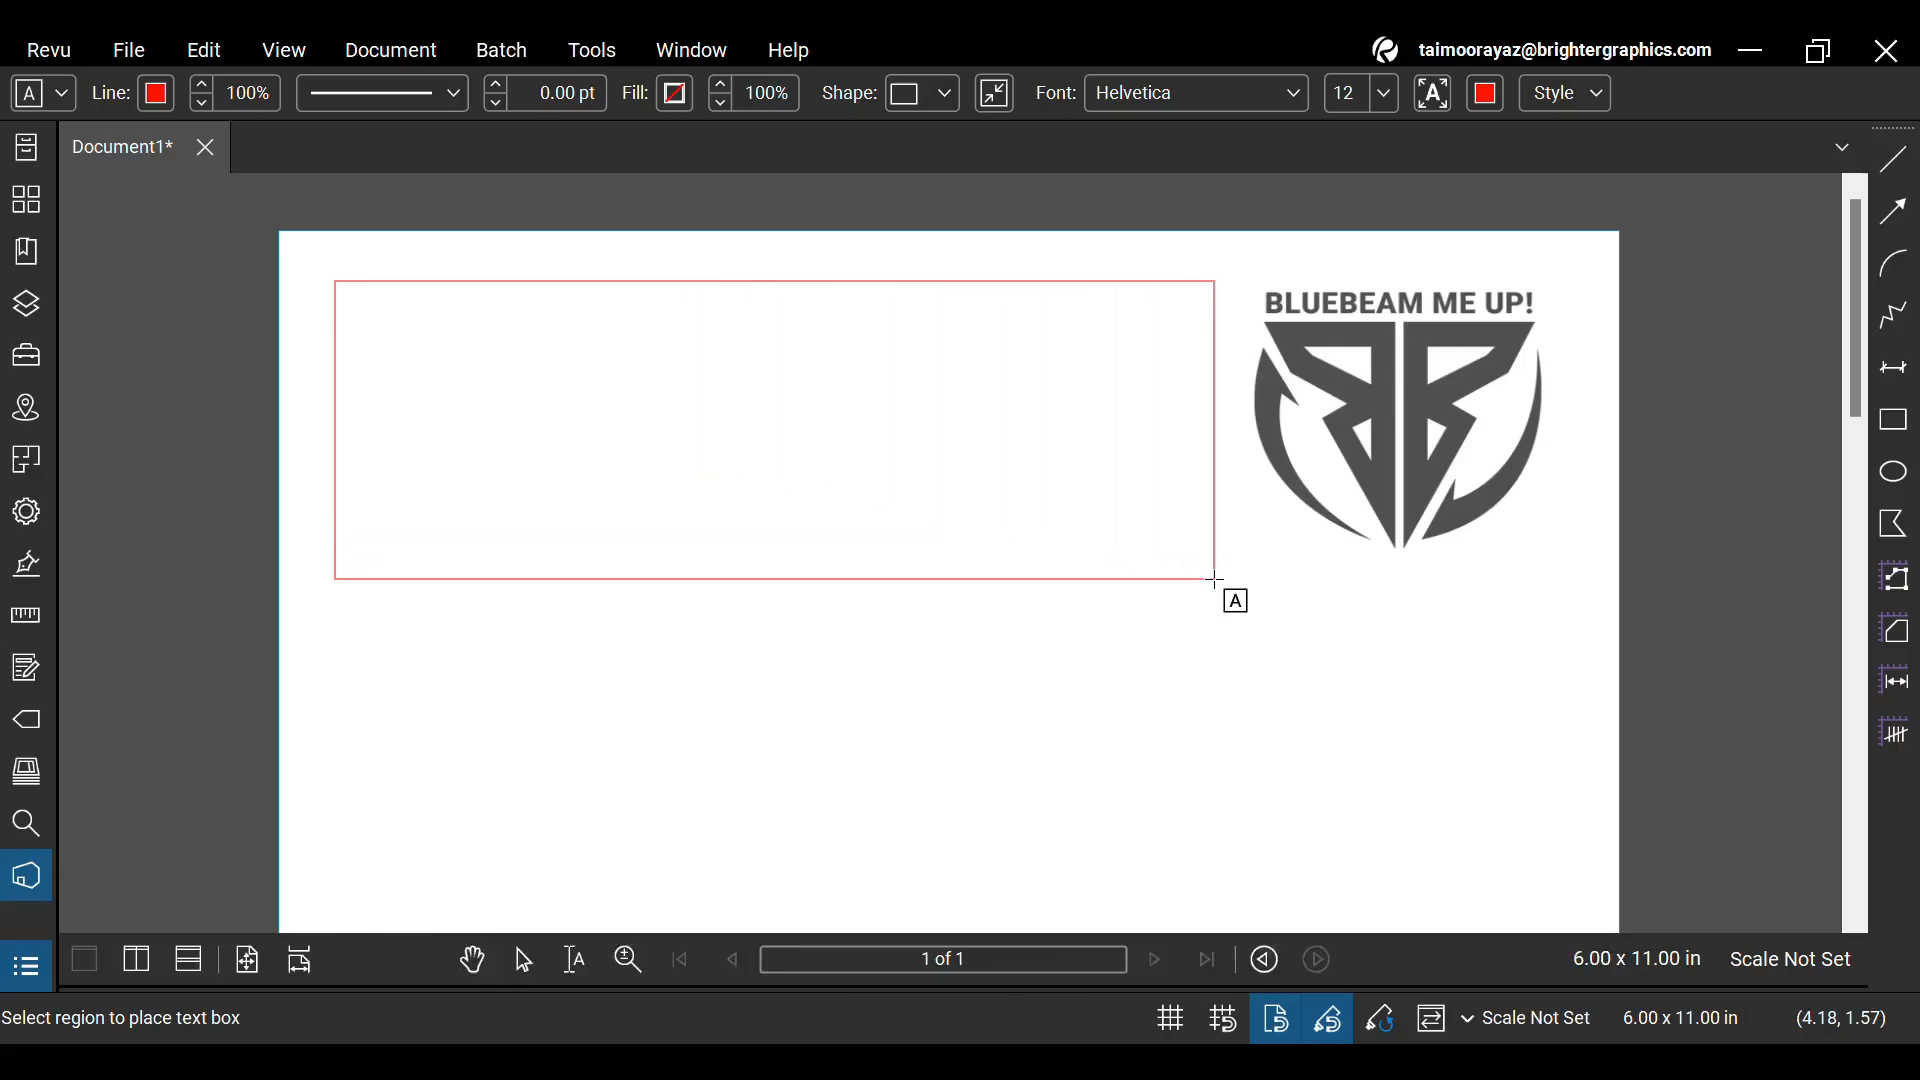 Revu File Edit View Document Batch Tools Window Help taimoorayaz@brightergraphics.com
A Line: 100% 0.00 pt Fill: 100% Shape: Font: Helvetica 12 A Style
Document1*
BLUEBEAM ME UP!
A
A 1 of 1 6.00 x 11.00 in Scale Not Set
Select region to place text box Scale Not Set 6.00 x 11.00 in (4.18, 1.57)